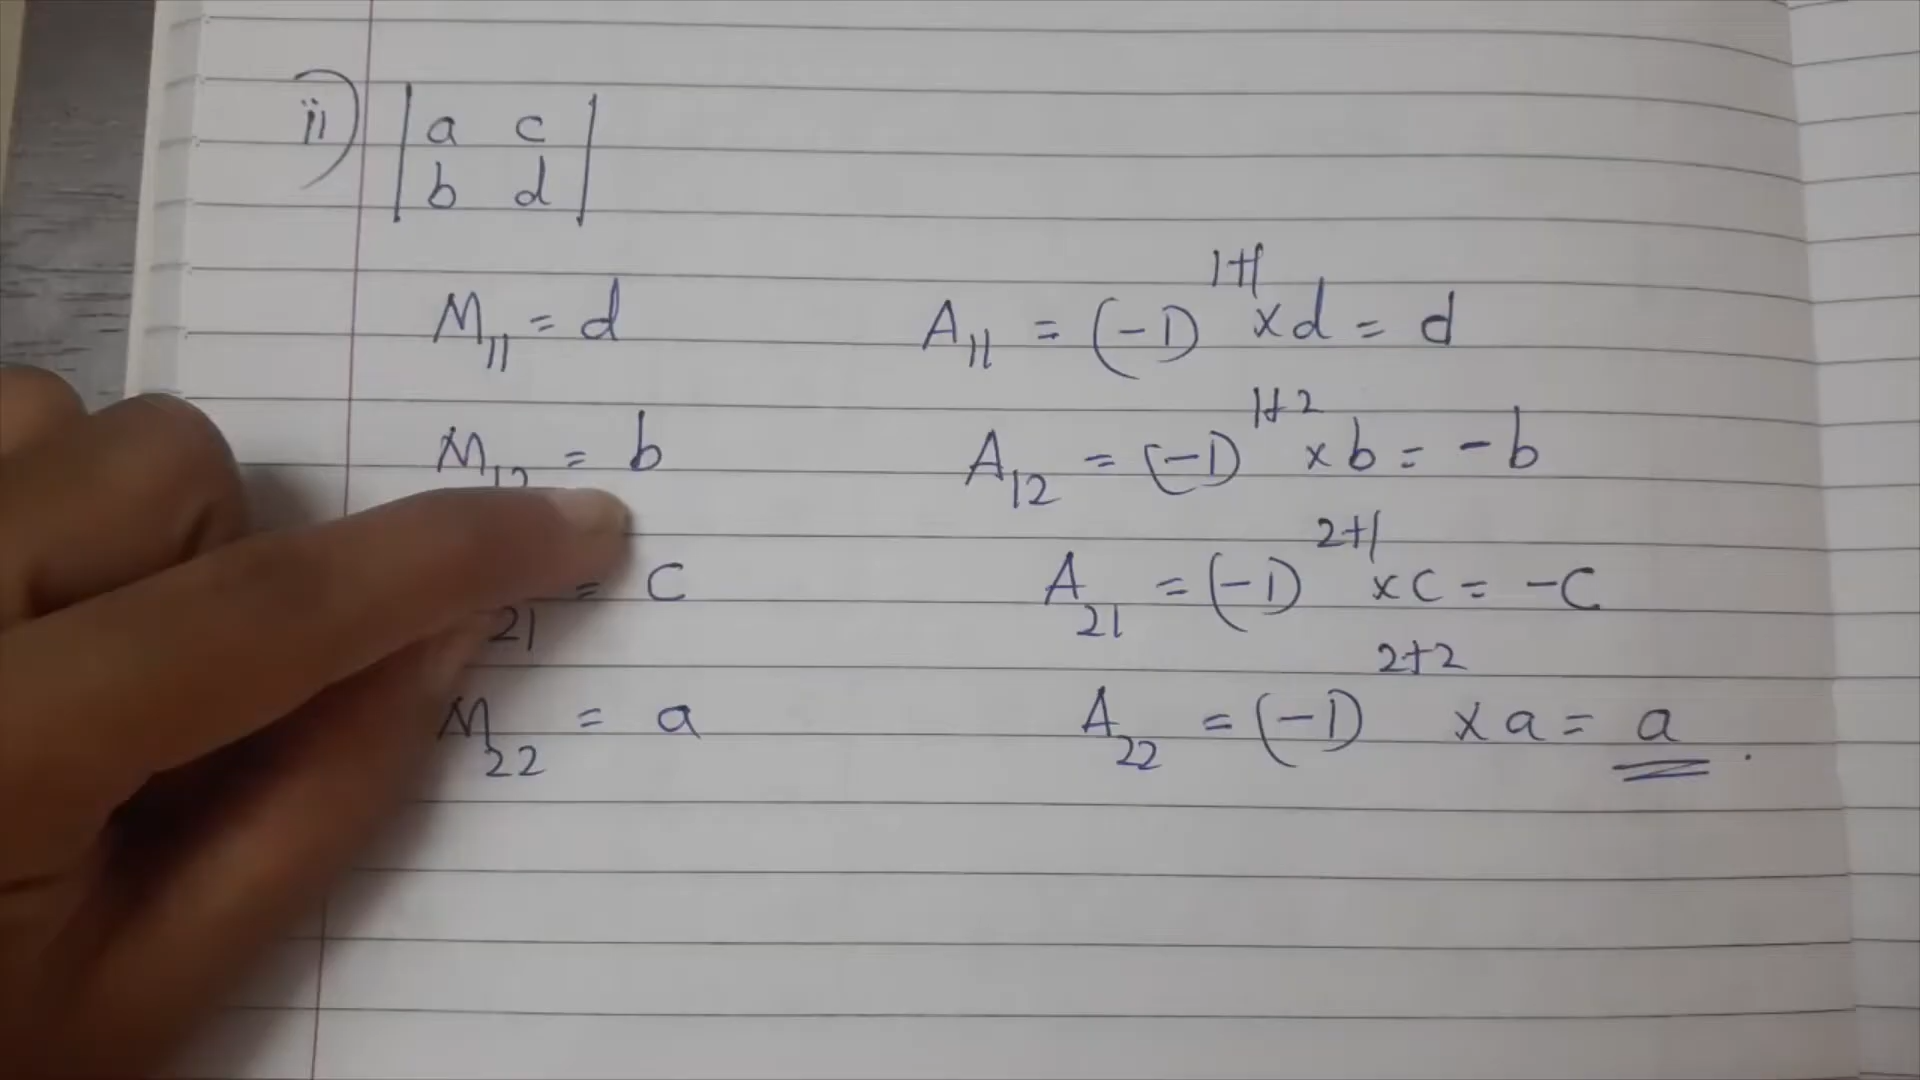 ii) | a c |
| b d |
M11 = d A11 = (-1)^1+1 × d = d
M12 = b A12 = (-1)^1+2 × b = -b
21 = c A21 = (-1)^2+1 × c = -c
M22 = a A22 = (-1)^2+2 × a = a .